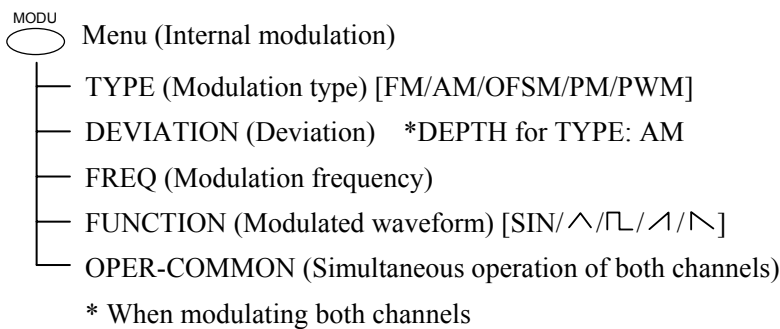 MODU
Menu (Internal modulation)
TYPE (Modulation type) [FM/AM/OFSM/PM/PWM]
DEVIATION (Deviation) *DEPTH for TYPE: AM
FREQ (Modulation frequency)
FUNCTION (Modulated waveform) [SIN/ / / / ]
OPER-COMMON (Simultaneous operation of both channels)
* When modulating both channels